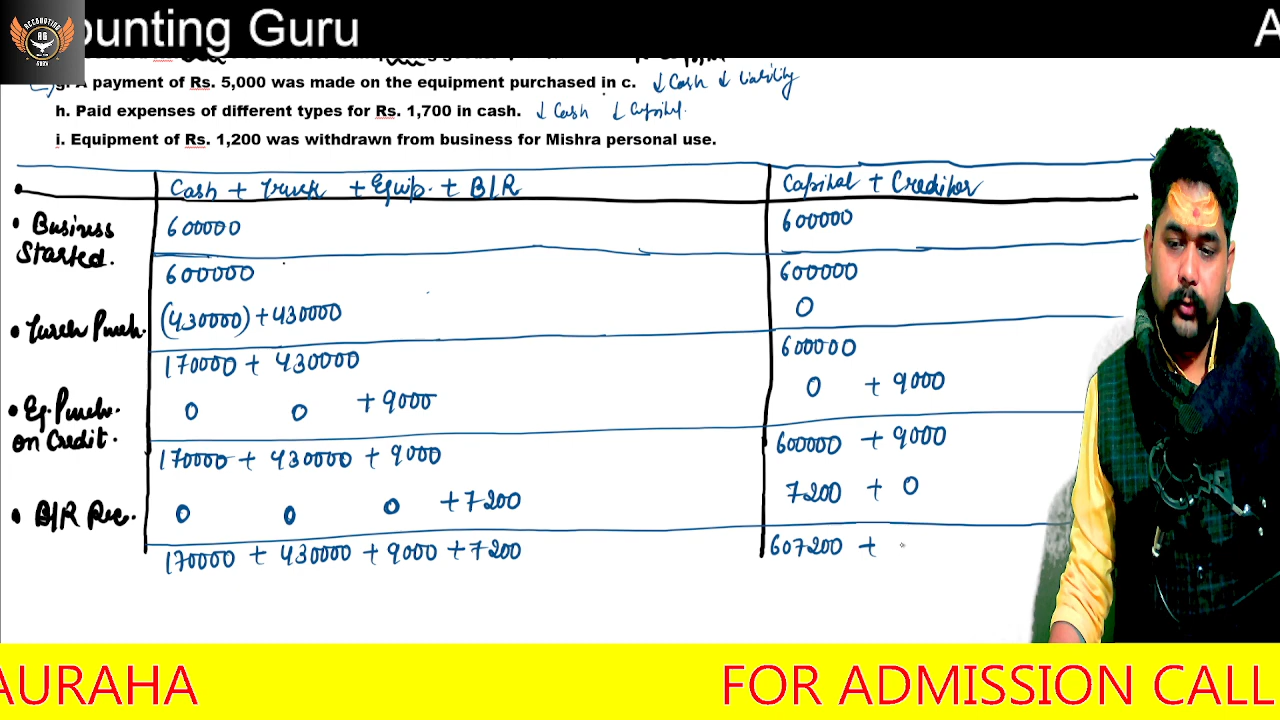 ounting Guru
A
ACCOUNTING
AG
GURU
g. A payment of Rs. 5,000 was made on the equipment purchased in c. ↓ Cash ↓ liability
h. Paid expenses of different types for Rs. 1,700 in cash. ↓ Cash ↓ Capital.
i. Equipment of Rs. 1,200 was withdrawn from business for Mishra personal use.
Cash + Truck + Equip. + B/R Capital + Creditor
• Business 600000 600000
Started.
600000 600000
• Purch. (430000) + 430000 0
170000 + 430000 600000
• Eq. Purch. 0 0 + 9000 0 + 9000
on Credit.
170000 + 430000 + 9000 600000 + 9000
• B/R Rec. 0 0 0 + 7200 7200 + 0
170000 + 430000 + 9000 + 7200 607200 +
AURAHA FOR ADMISSION CALL